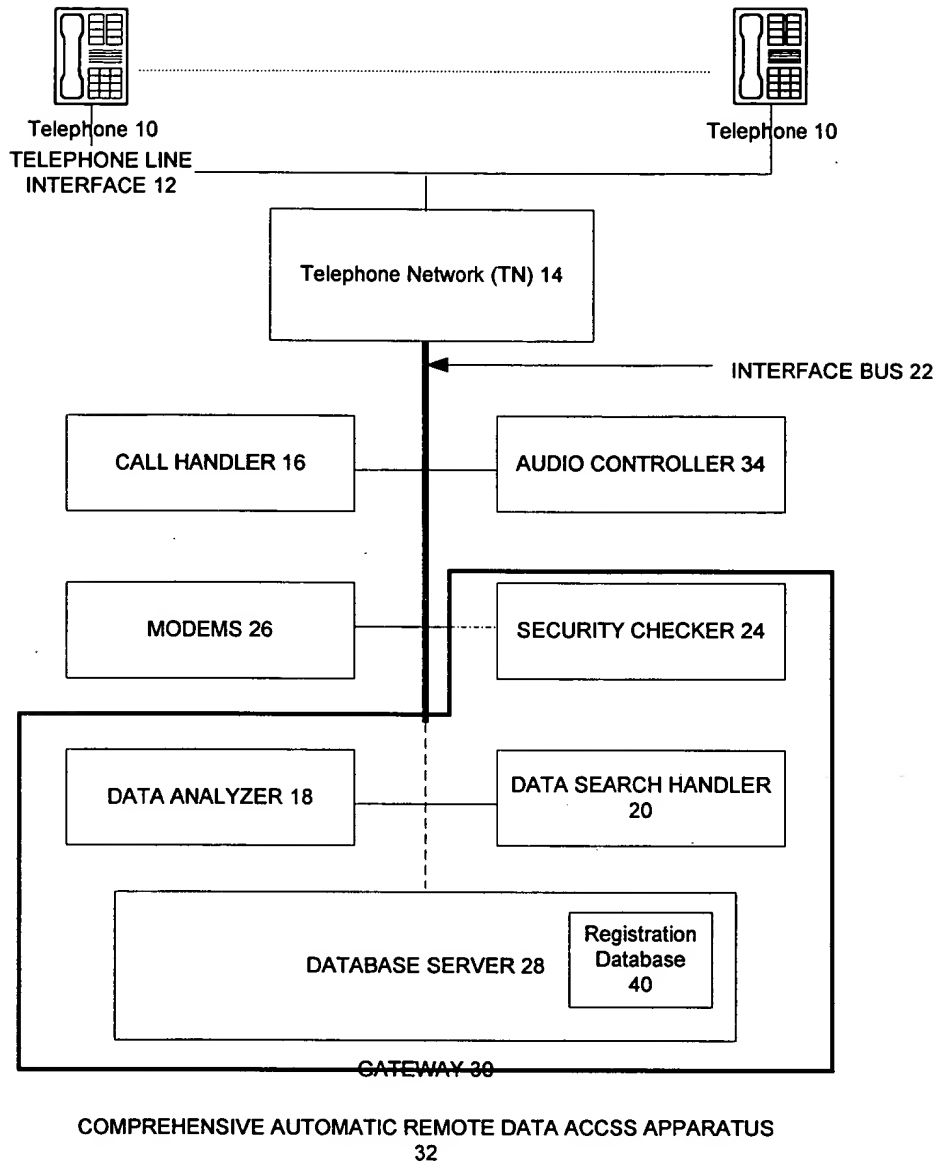 Telephone 10
Telephone 10
TELEPHONE LINE
INTERFACE 12
Telephone Network (TN) 14
INTERFACE BUS 22
CALL HANDLER 16
AUDIO CONTROLLER 34
MODEMS 26
SECURITY CHECKER 24
DATA ANALYZER 18
DATA SEARCH HANDLER
20
DATABASE SERVER 28
Registration
Database
40
GATEWAY 30
COMPREHENSIVE AUTOMATIC REMOTE DATA ACCSS APPARATUS
32